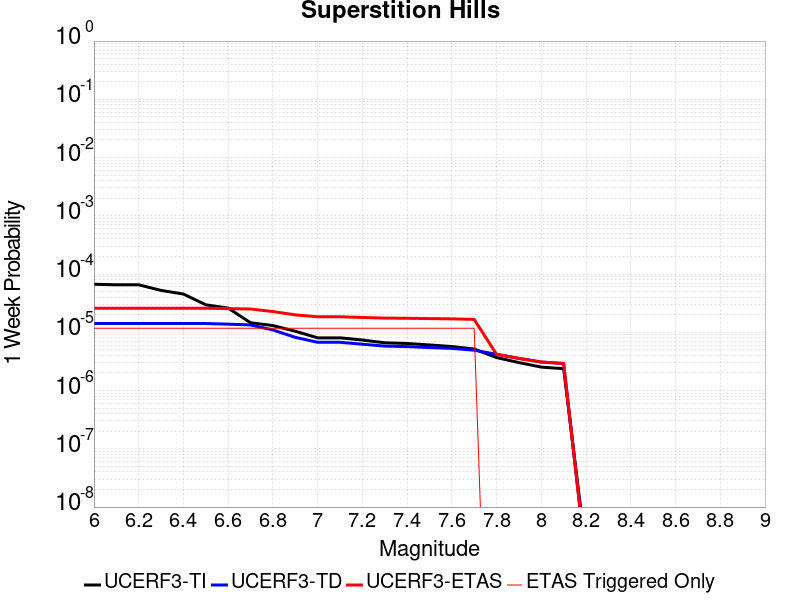 Superstition Hills
10^0
10^-1
10^-2
10^-3
10^-4
10^-5
10^-6
10^-7
10^-8
1 Week Probability
6 6.2 6.4 6.6 6.8 7 7.2 7.4 7.6 7.8 8 8.2 8.4 8.6 8.8 9
Magnitude
UCERF3-TI UCERF3-TD UCERF3-ETAS ETAS Triggered Only